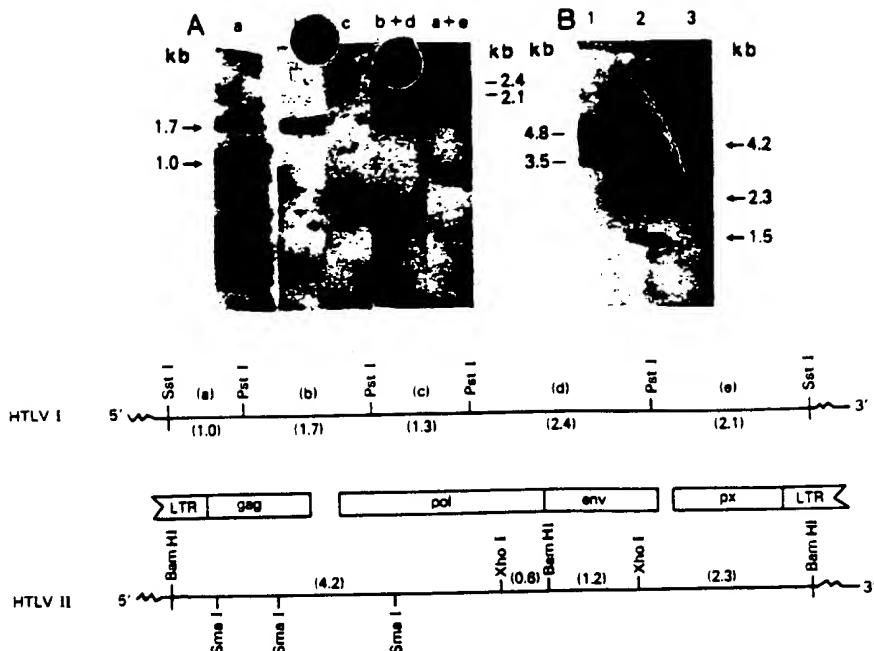 A
a c b + d a + e
kb
kb
1.7
1.0
2.4
2.1
B
1 2 3
kb
kb
4.8
3.5
4.2
2.3
1.5
Sst I Pst I Pst I Pst I Pst I Sst I
(a) (b) (c) (d) (e)
HTLV I 5' 3'
(1.0) (1.7) (1.3) (2.4) (2.1)
LTR gag pol env px LTR
Bam HI Xho I Bam HI Xho I Bam HI
(4.2) (0.6) (1.2) (2.3)
HTLV II 5' 3'
Sma I Sma I Sma I